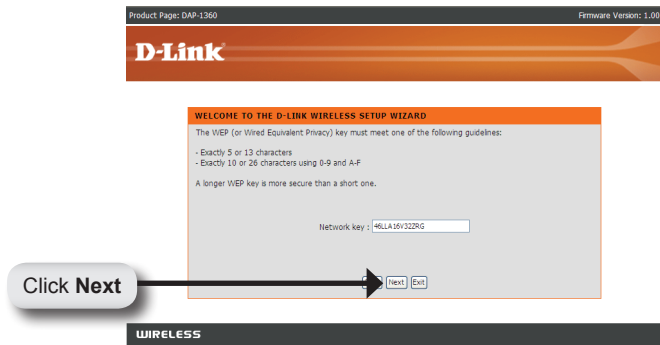 Product Page: DAP-1360 Firmware Version: 1.00
D-Link
WELCOME TO THE D-LINK WIRELESS SETUP WIZARD
The WEP (or Wired Equivalent Privacy) key must meet one of the following guidelines:
- Exactly 5 or 13 characters
- Exactly 10 or 26 characters using 0-9 and A-F
A longer WEP key is more secure than a short one.
Network key : 46LLA16V32ZRG
Click Next
Next Exit
WIRELESS